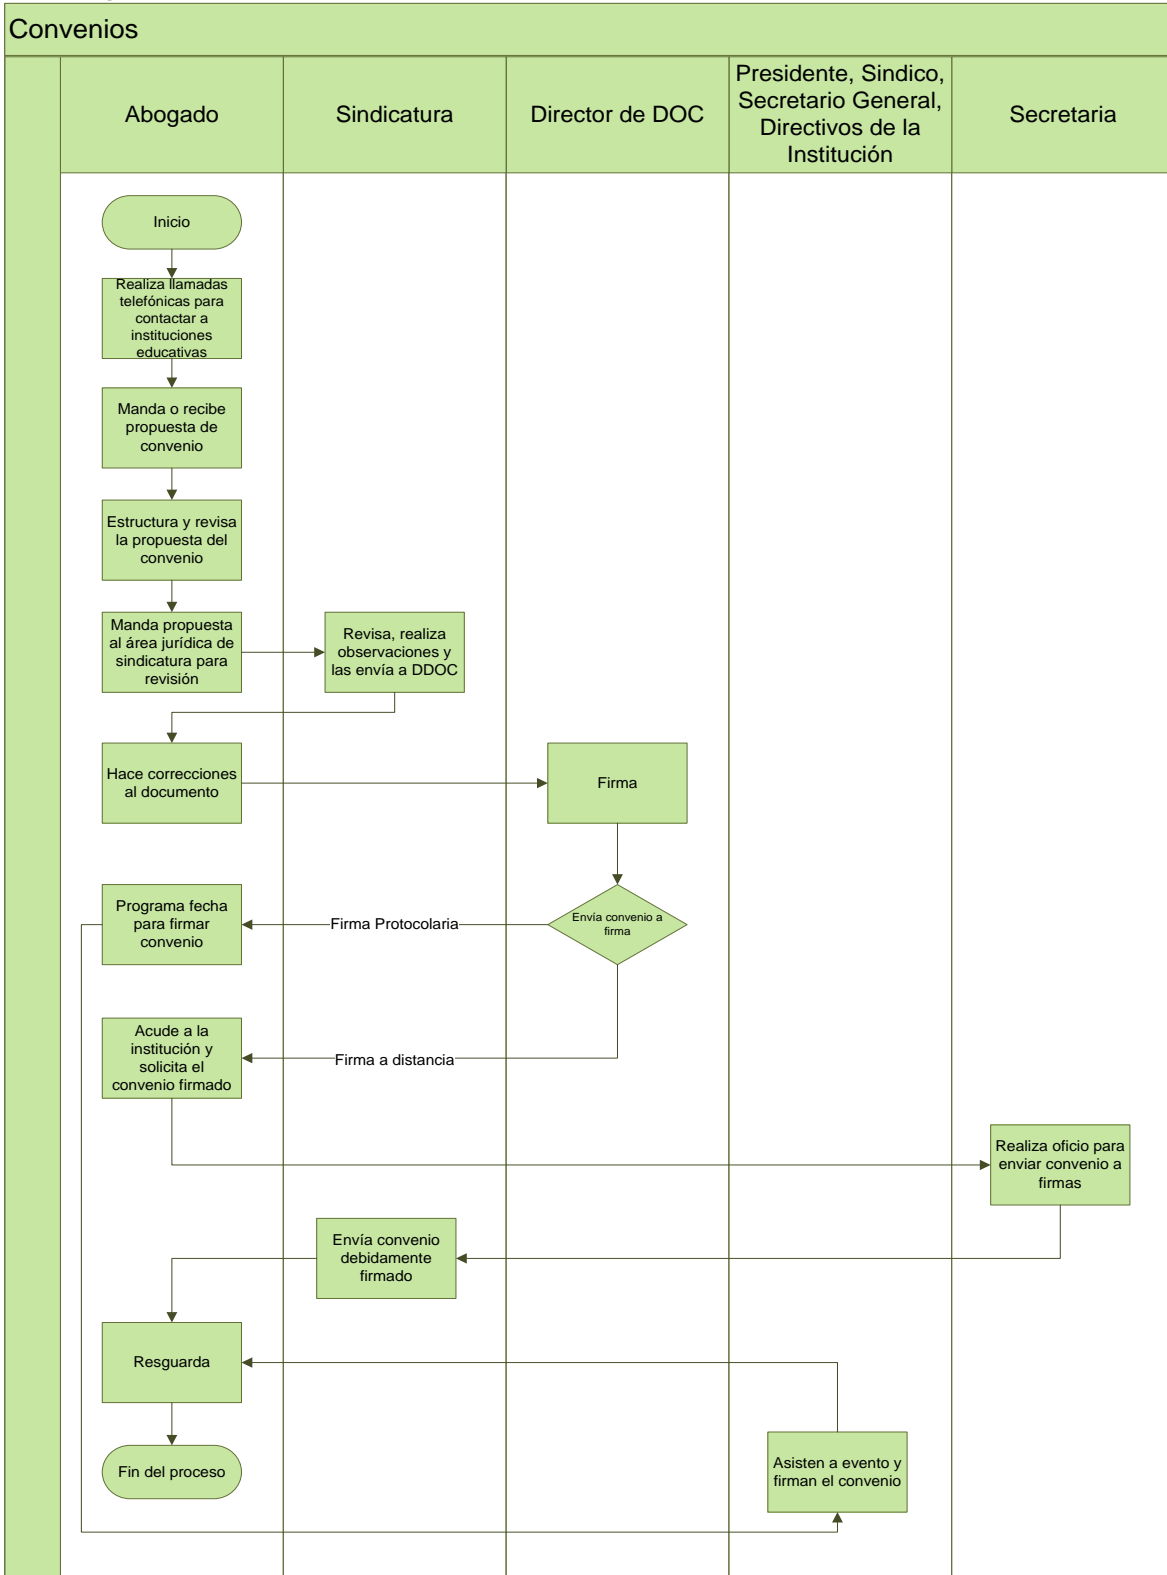 Convenios
Abogado
Sindicatura
Director de DOC
Presidente, Sindico,
Secretario General,
Directivos de la
Institución
Secretaria
Inicio
Realiza llamadas
telefónicas para
contactar a
instituciones
educativas
Manda o recibe
propuesta de
convenio
Estructura y revisa
la propuesta del
convenio
Manda propuesta
al área jurídica de
sindicatura para
revisión
Revisa, realiza
observaciones y
las envía a DDOC
Hace correcciones
al documento
Firma
Envía convenio a
firma
Firma Protocolaria
Programa fecha
para firmar
convenio
Firma a distancia
Acude a la
institución y
solicita el
convenio firmado
Realiza oficio para
enviar convenio a
firmas
Envía convenio
debidamente
firmado
Resguarda
Asisten a evento y
firman el convenio
Fin del proceso